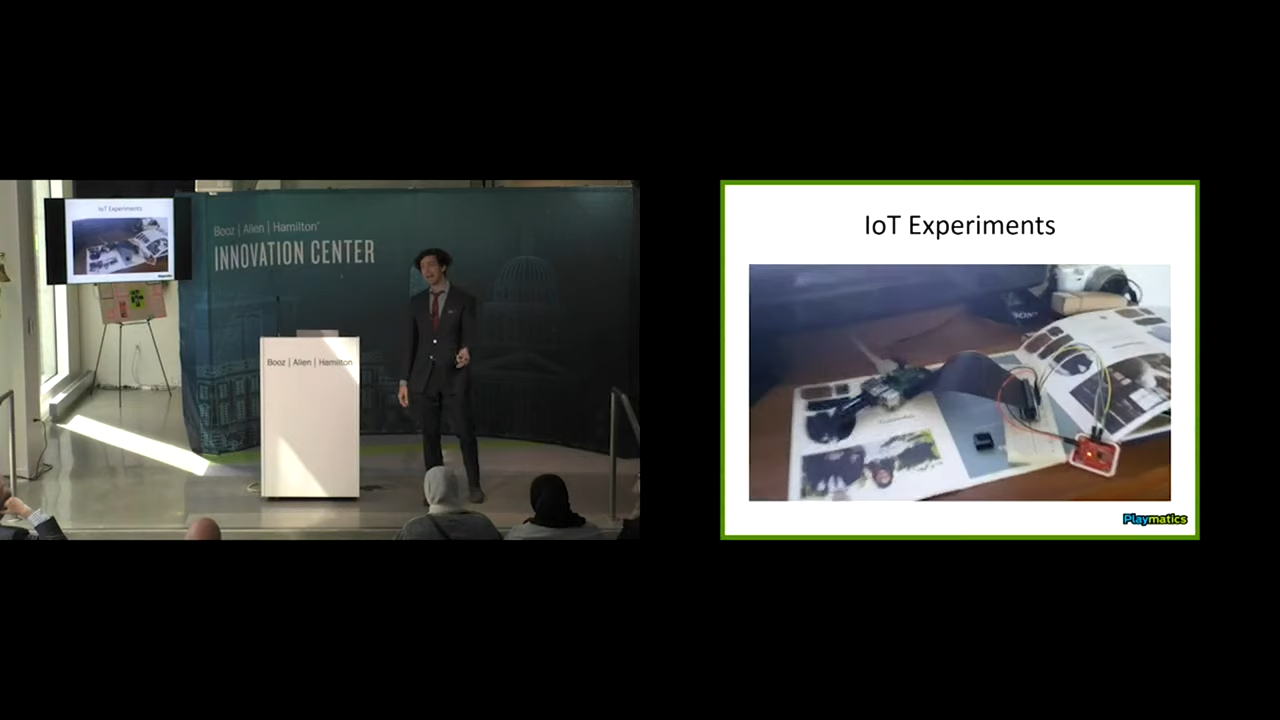 IoT Experiments
Booz | Allen | Hamilton®
INNOVATION CENTER
Booz | Allen | Hamilton
IoT Experiments
SONY
Playmatics